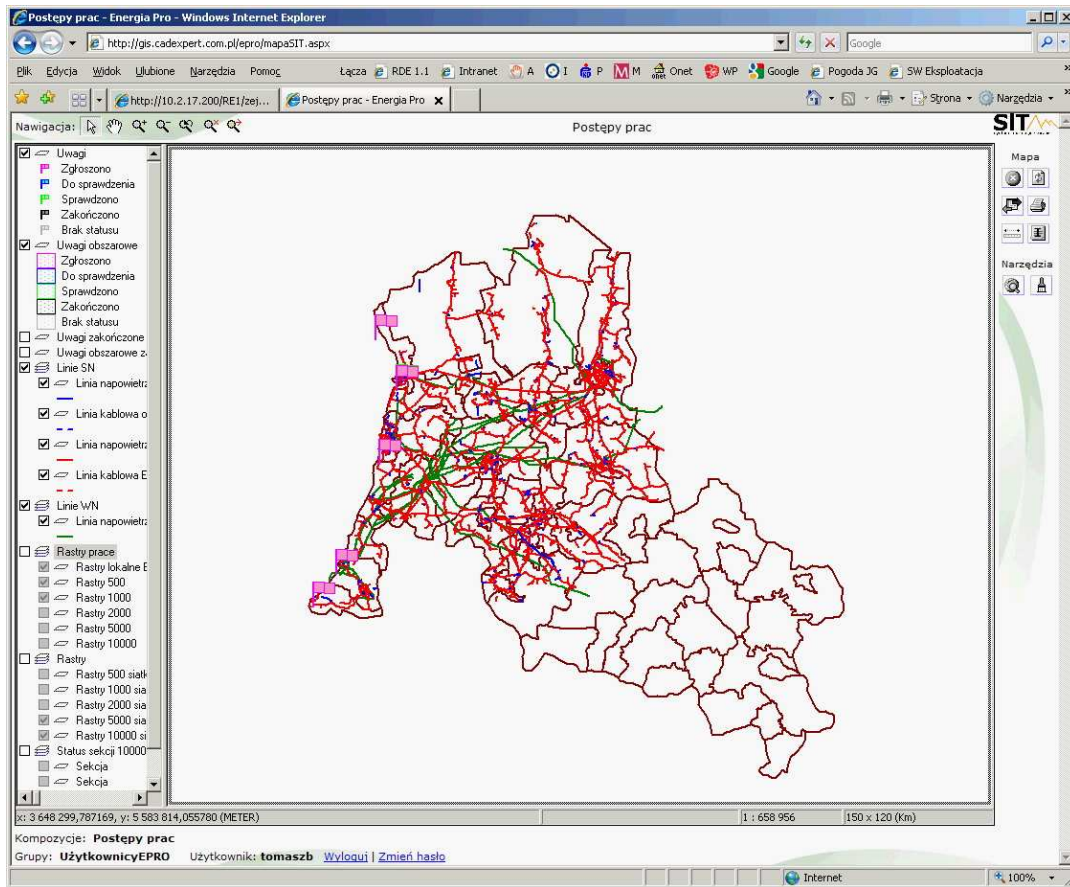 Postępy prac - Energia Pro - Windows Internet Explorer
http://gis.cadexpert.com.pl/epro/mapaSIT.aspx
Google
Plik Edycja Widok Ulubione Narzędzia Pomoc
Łącza RDE 1.1 Intranet A I P M Onet WP Google Pogoda JG SW Eksploatacja
http://10.2.17.200/RE1/zej...
Postępy prac - Energia Pro
Strona Narzędzia
Nawigacja:
Postępy prac
SIT
Uwagi
Zgłoszono
Do sprawdzenia
Sprawdzono
Zakończono
Brak statusu
Uwagi obszarowe
Zgłoszono
Do sprawdzenia
Sprawdzono
Zakończono
Brak statusu
Uwagi zakończone
Uwagi obszarowe za
Linie SN
Linia napowietrz
Linia kablowa o
Linia napowietrz
Linia kablowa E
Linie WN
Linia napowietrz
Rastry prace
Rastry lokalne E
Rastry 500
Rastry 1000
Rastry 2000
Rastry 5000
Rastry 10000
Rastry
Rastry 500 siatk
Rastry 1000 sia
Rastry 2000 sia
Rastry 5000 sia
Rastry 10000 si
Status sekcji 10000
Sekcja
Sekcja
Mapa
Narzędzia
x: 3 648 299,787169, y: 5 583 814,055780 (METER)
1 : 658 956
150 x 120 (Km)
Kompozycje: Postępy prac
Grupy: UżytkownicyEPRO Użytkownik: tomaszb Wyloguj | Zmień hasło
Internet
100%